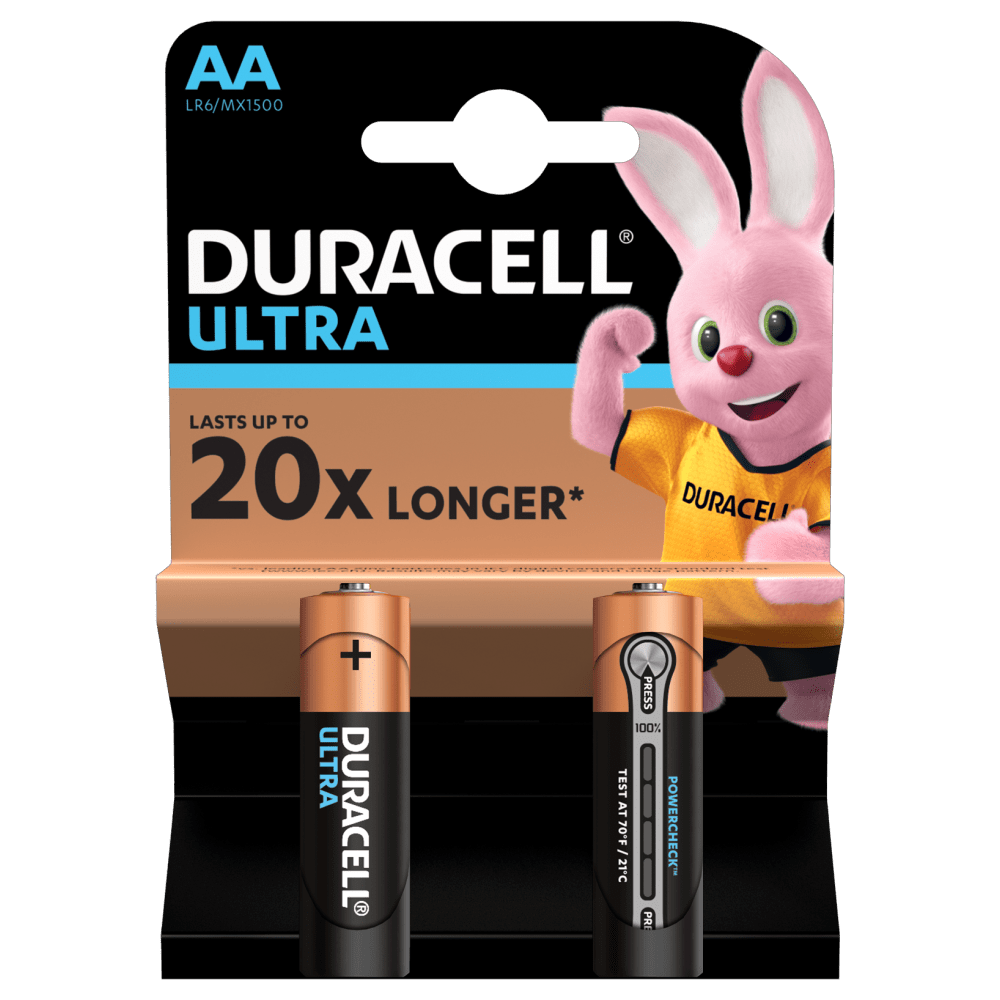 AA
LR6/MX1500
DURACELL®
ULTRA
LASTS UP TO
20x LONGER*
DURACELL
+
DURACELL®
ULTRA
PRESS
100%
TEST AT 70°F / 21°C
POWERCHECK™
PRE